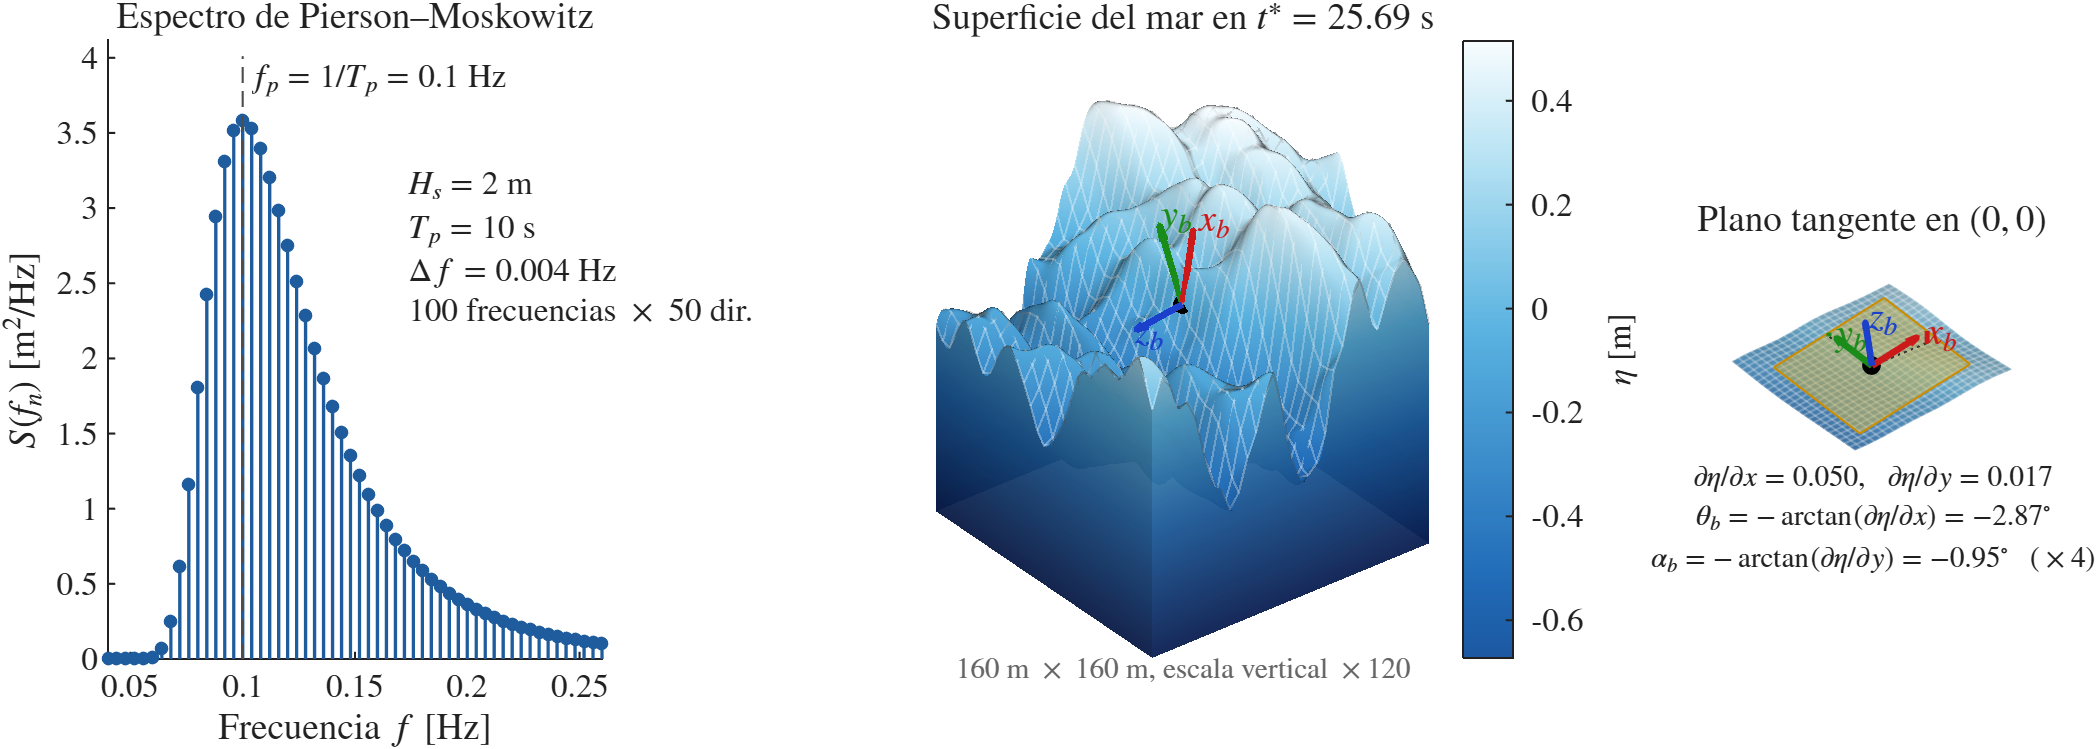 Espectro de Pierson–Moskowitz
4
3.5
3
2.5
2
1.5
1
0.5
0
S(fₙ) [m²/Hz]
f_p = 1/T_p = 0.1 Hz
H_s = 2 m
T_p = 10 s
Δf = 0.004 Hz
100 frecuencias × 50 dir.
0.05 0.1 0.15 0.2 0.25
Frecuencia f [Hz]
Superficie del mar en t* = 25.69 s
y_b x_b
z_b
160 m × 160 m, escala vertical ×120
0.4
0.2
0
-0.2
-0.4
-0.6
η [m]
Plano tangente en (0, 0)
y_b z_b x_b
∂η/∂x = 0.050, ∂η/∂y = 0.017
θ_b = − arctan(∂η/∂x) = −2.87°
α_b = − arctan(∂η/∂y) = −0.95° (×4)